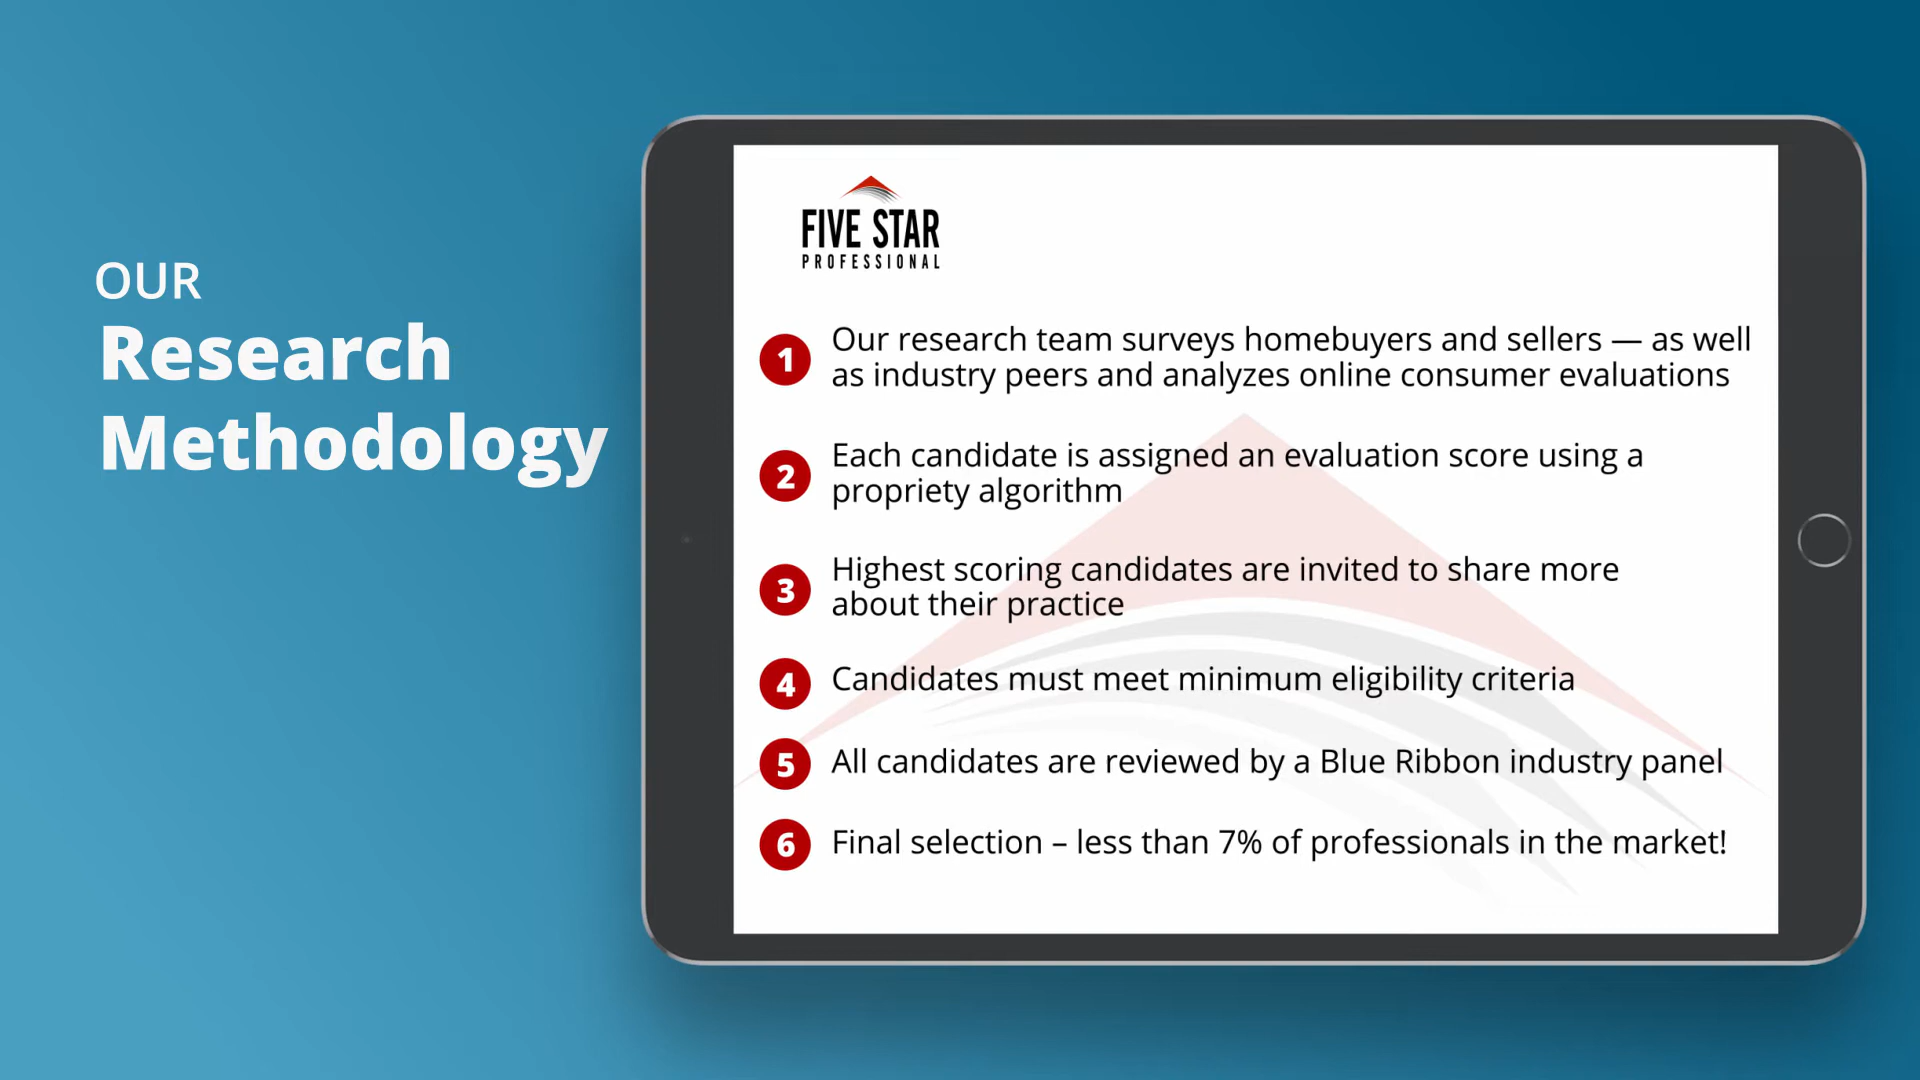 OUR
Research
Methodology
FIVE STAR
PROFESSIONAL
1 Our research team surveys homebuyers and sellers — as well
as industry peers and analyzes online consumer evaluations
2 Each candidate is assigned an evaluation score using a
propriety algorithm
3 Highest scoring candidates are invited to share more
about their practice
4 Candidates must meet minimum eligibility criteria
5 All candidates are reviewed by a Blue Ribbon industry panel
6 Final selection – less than 7% of professionals in the market!